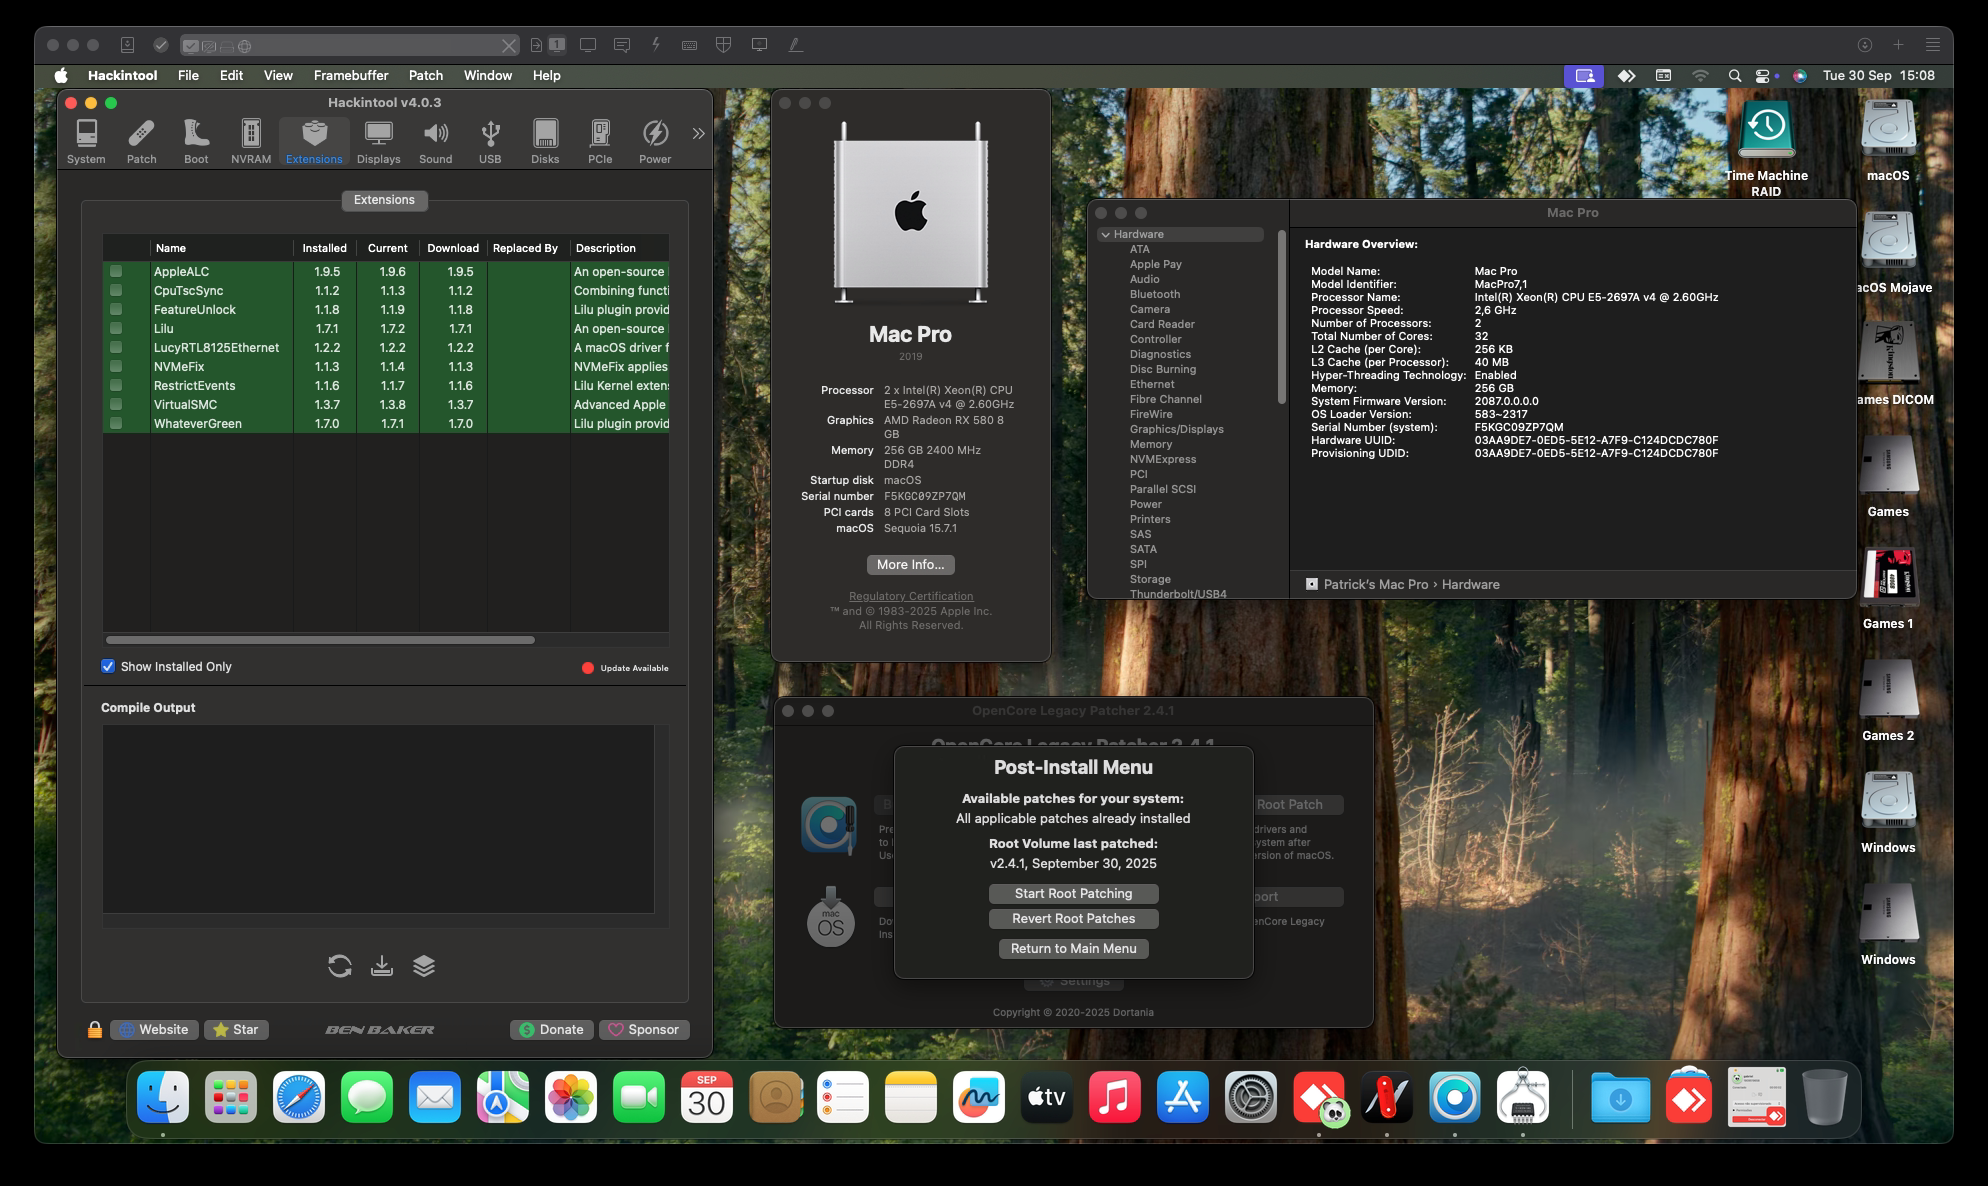 1
Hackintool File Edit View Framebuffer Patch Window Help
Tue 30 Sep 15:08
Hackintool v4.0.3
System Patch Boot NVRAM Extensions Displays Sound USB Disks PCIe Power
Extensions
Name Installed Current Download Replaced By Description
AppleALC 1.9.5 1.9.6 1.9.5 An open-source
CpuTscSync 1.1.2 1.1.3 1.1.2 Combining functi
FeatureUnlock 1.1.8 1.1.9 1.1.8 Lilu plugin provid
Lilu 1.7.1 1.7.2 1.7.1 An open-source
LucyRTL8125Ethernet 1.2.2 1.2.2 1.2.2 A macOS driver f
NVMeFix 1.1.3 1.1.4 1.1.3 NVMeFix applies
RestrictEvents 1.1.6 1.1.7 1.1.6 Lilu Kernel exten
VirtualSMC 1.3.7 1.3.8 1.3.7 Advanced Apple
WhateverGreen 1.7.0 1.7.1 1.7.0 Lilu plugin provid
Show Installed Only
Update Available
Compile Output
Website Star BEN BAKER Donate Sponsor
Mac Pro
2019
Processor 2 x Intel(R) Xeon(R) CPU
E5-2697A v4 @ 2.60GHz
Graphics AMD Radeon RX 580 8
GB
Memory 256 GB 2400 MHz
DDR4
Startup disk macOS
Serial number F5KGC09ZP7QM
PCI cards 8 PCI Card Slots
macOS Sequoia 15.7.1
More Info...
Regulatory Certification
™ and © 1983-2025 Apple Inc.
All Rights Reserved.
Mac Pro
Hardware
ATA
Apple Pay
Audio
Bluetooth
Camera
Card Reader
Controller
Diagnostics
Disc Burning
Ethernet
Fibre Channel
FireWire
Graphics/Displays
Memory
NVMExpress
PCI
Parallel SCSI
Power
Printers
SAS
SATA
SPI
Storage
Thunderbolt/USB4
Hardware Overview:
Model Name: Mac Pro
Model Identifier: MacPro7,1
Processor Name: Intel(R) Xeon(R) CPU E5-2697A v4 @ 2.60GHz
Processor Speed: 2,6 GHz
Number of Processors: 2
Total Number of Cores: 32
L2 Cache (per Core): 256 KB
L3 Cache (per Processor): 40 MB
Hyper-Threading Technology: Enabled
Memory: 256 GB
System Firmware Version: 2087.0.0.0.0
OS Loader Version: 583~2317
Serial Number (system): F5KGC09ZP7QM
Hardware UUID: 03AA9DE7-0ED5-5E12-A7F9-C124DCDC780F
Provisioning UDID: 03AA9DE7-0ED5-5E12-A7F9-C124DCDC780F
Patrick's Mac Pro › Hardware
OpenCore Legacy Patcher 2.4.1
OpenCore Legacy Patcher 2.4.1
Post-Install Menu
Available patches for your system:
All applicable patches already installed
Root Volume last patched:
v2.4.1, September 30, 2025
Start Root Patching
Revert Root Patches
Return to Main Menu
B
Pre
to
Use
Root Patch
drivers and
ystem after
ersion of macOS.
mac
OS
Do
Ins
port
enCore Legacy
Settings
Copyright © 2020-2025 Dortania
Time Machine
RAID
macOS
acOS Mojave
ames DICOM
Games
Games 1
Games 2
Windows
Windows
SEP
30
tv